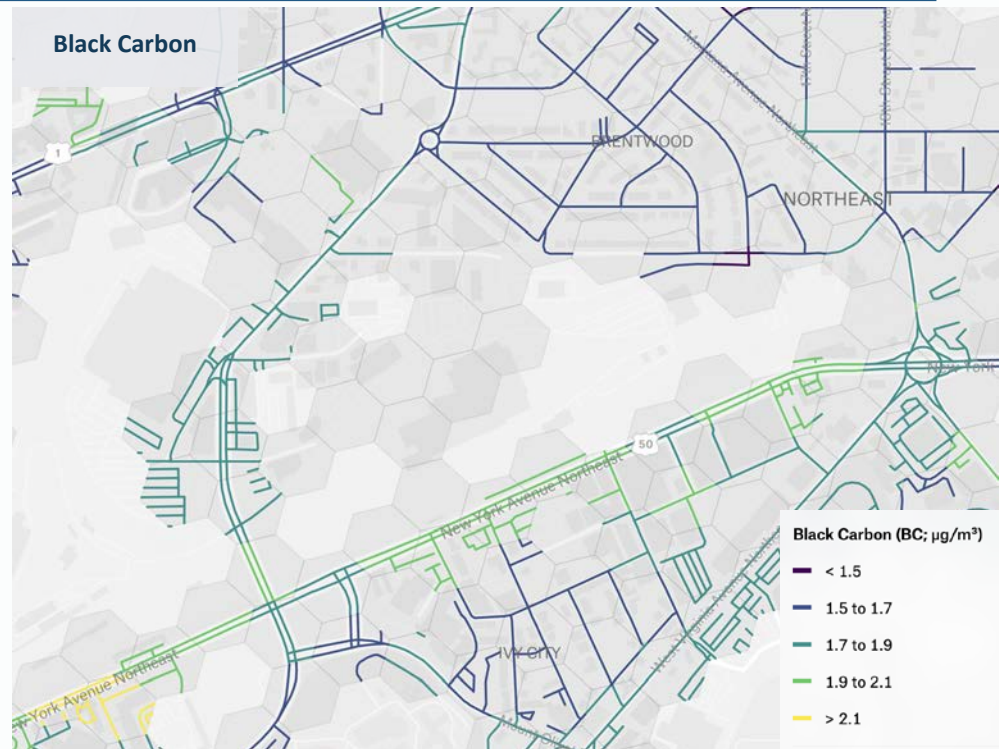 Black Carbon
1
BRENTWOOD
NORTHEAST
50
New York Avenue Northeast
New York
IVY CITY
York Avenue Northeast
Black Carbon (BC; µg/m³)
< 1.5
1.5 to 1.7
1.7 to 1.9
1.9 to 2.1
> 2.1